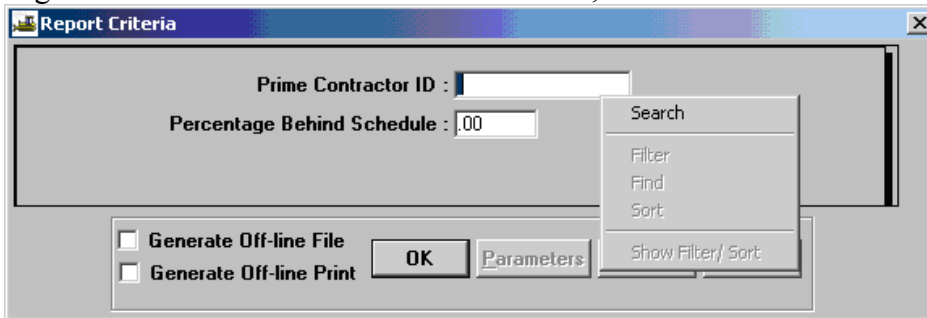 Report Criteria
Prime Contractor ID :
Percentage Behind Schedule : .00
Search
Filter
Find
Sort
Show Filter/ Sort
Generate Off-line File
Generate Off-line Print
OK
Parameters